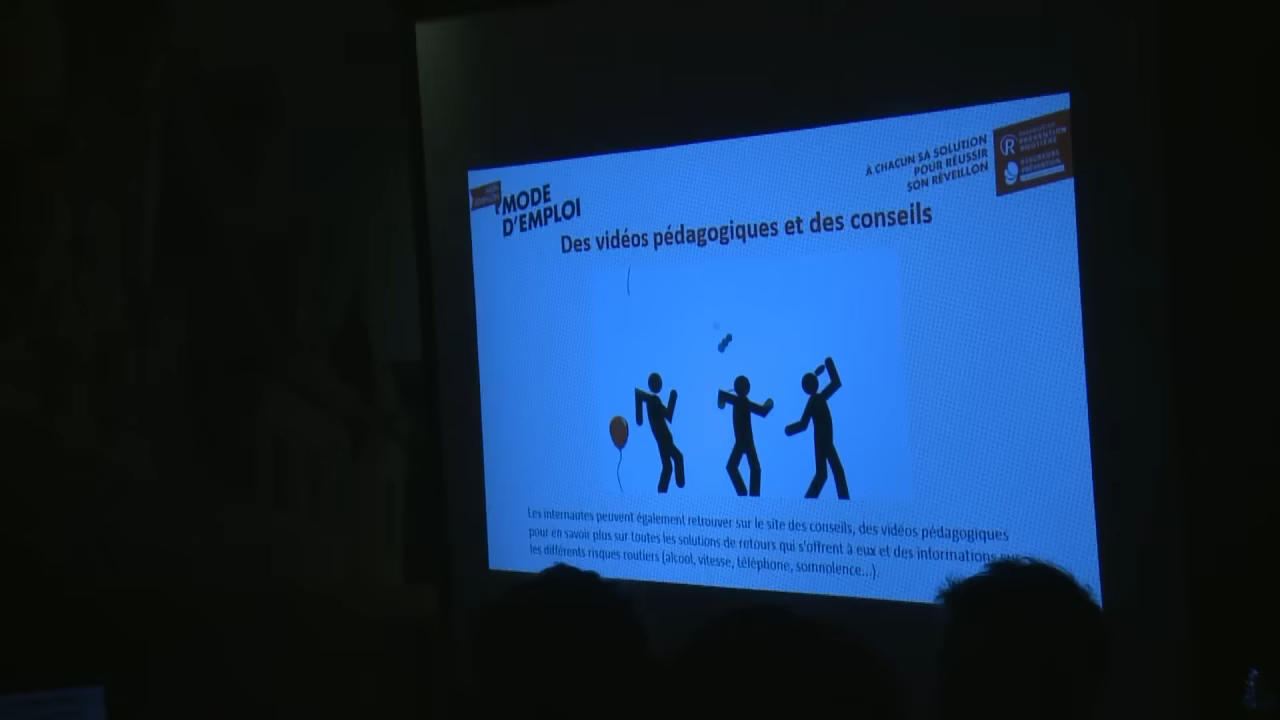 MODE
D'EMPLOI
À CHACUN SA SOLUTION
POUR RÉUSSIR
SON RÉVEILLON
PRÉVENTION
ROUTIÈRE
Des vidéos pédagogiques et des conseils
Les internautes peuvent également retrouver sur le site des conseils, des vidéos pédagogiques
pour en savoir plus sur toutes les solutions de retours qui s'offrent à eux et des informations
les différents risques routiers (alcool, vitesse, téléphone, somnolence...).